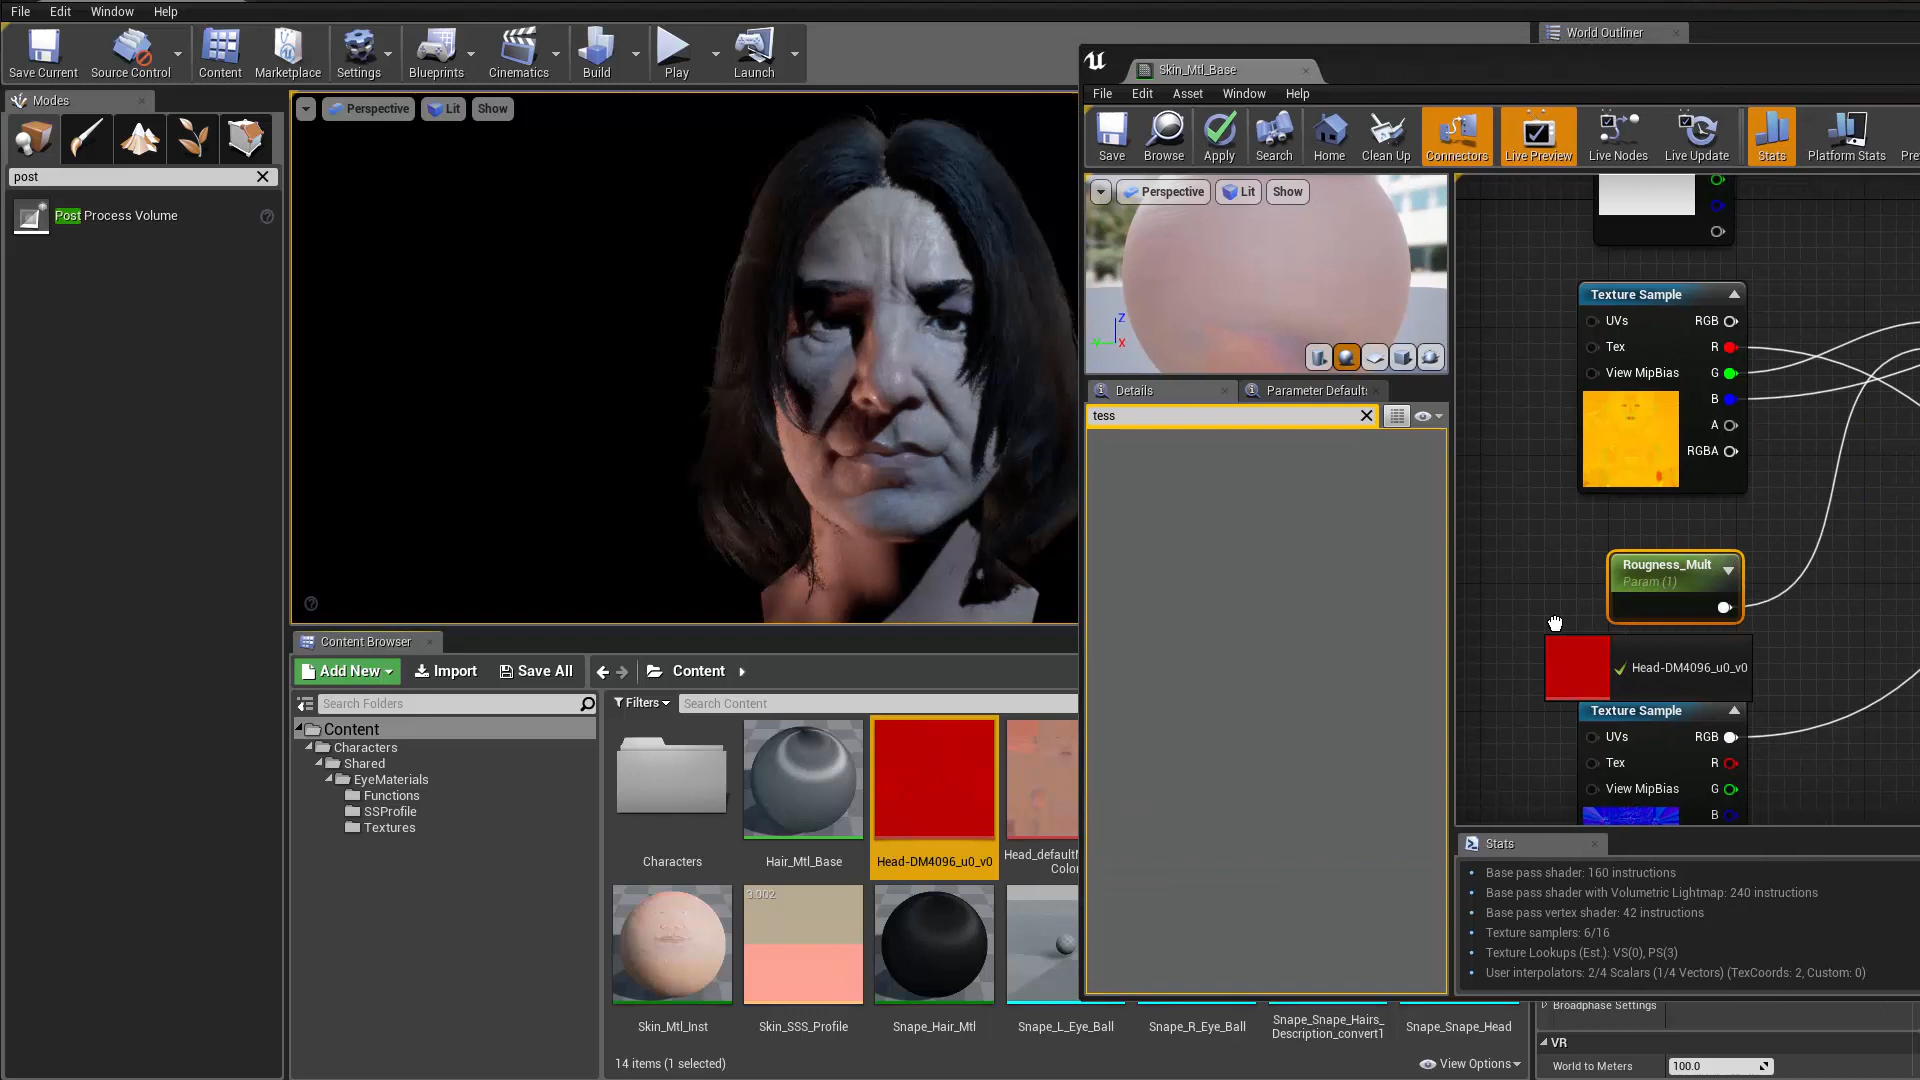 File Edit Window Help
Save Current Source Control Content Marketplace Settings Blueprints Cinematics Build Play Launch
World Outliner
Modes
post
Post Process Volume
Perspective Lit Show
Skin_Mtl_Base
File Edit Asset Window Help
Save Browse Apply Search Home Clean Up Connectors Live Preview Live Nodes Live Update Stats Platform Stats
Perspective Lit Show
Z
Y X
Details Parameter Defaults
tess
Texture Sample
UVs RGB
Tex R
View MipBias G
B
A
RGBA
Rougness_Mult
Param (1)
Head-DM4096_u0_v0
Texture Sample
UVs RGB
Tex R
View MipBias G
B
Stats
Base pass shader: 160 instructions
Base pass shader with Volumetric Lightmap: 240 instructions
Base pass vertex shader: 42 instructions
Texture samplers: 6/16
Texture Lookups (Est.): VS(0), PS(3)
User interpolators: 2/4 Scalars (1/4 Vectors) (TexCoords: 2, Custom: 0)
Broadphase Settings
VR
World to Meters 100.0
Content Browser
Add New Import Save All Content
Search Folders
Filters Search Content
Content
Characters
Shared
EyeMaterials
Functions
SSProfile
Textures
Characters
Hair_Mtl_Base
Head-DM4096_u0_v0
3.002
Skin_Mtl_Inst
Skin_SSS_Profile
Snape_Hair_Mtl
Snape_L_Eye_Ball
Snape_R_Eye_Ball
Snape_Snape_Hairs_
Description_convert1
Snape_Snape_Head
14 items (1 selected)
View Options